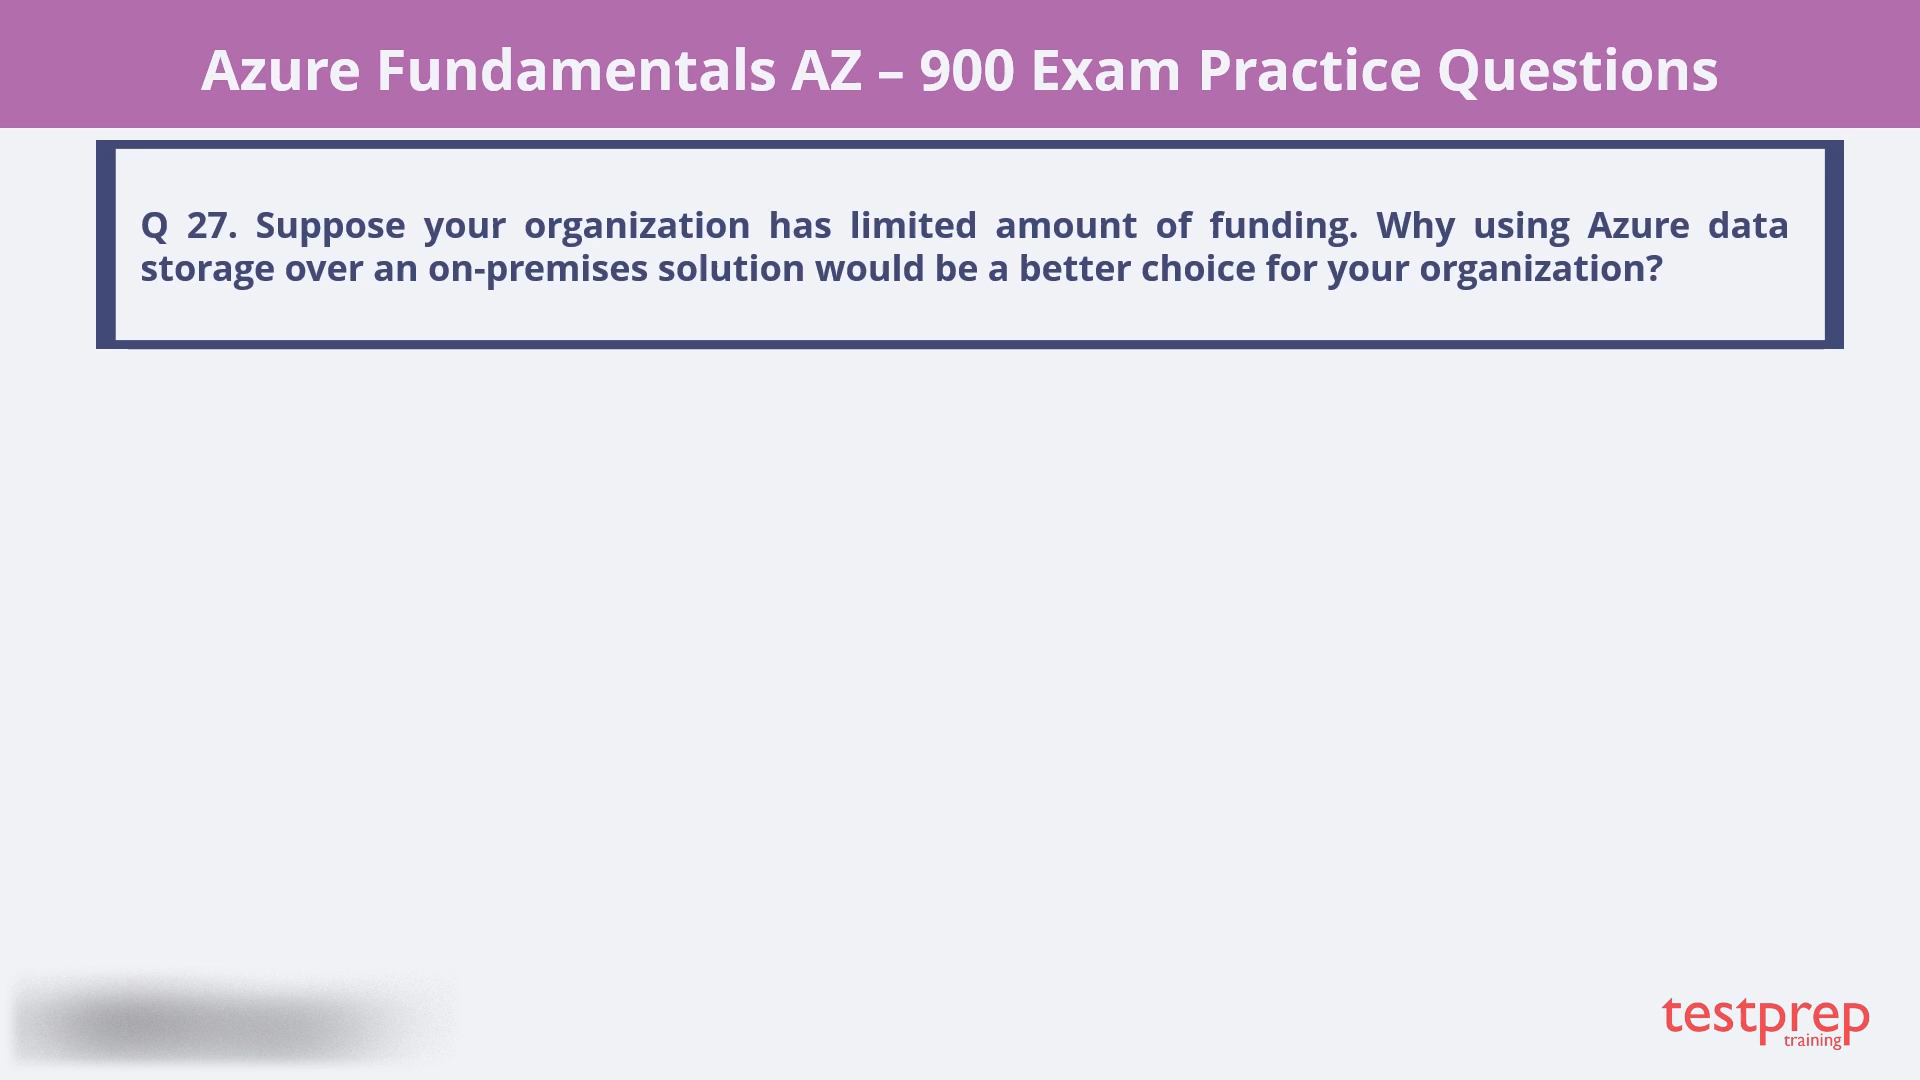 Azure Fundamentals AZ – 900 Exam Practice Questions
Q 27. Suppose your organization has limited amount of funding. Why using Azure data
storage over an on-premises solution would be a better choice for your organization?
testprep
training